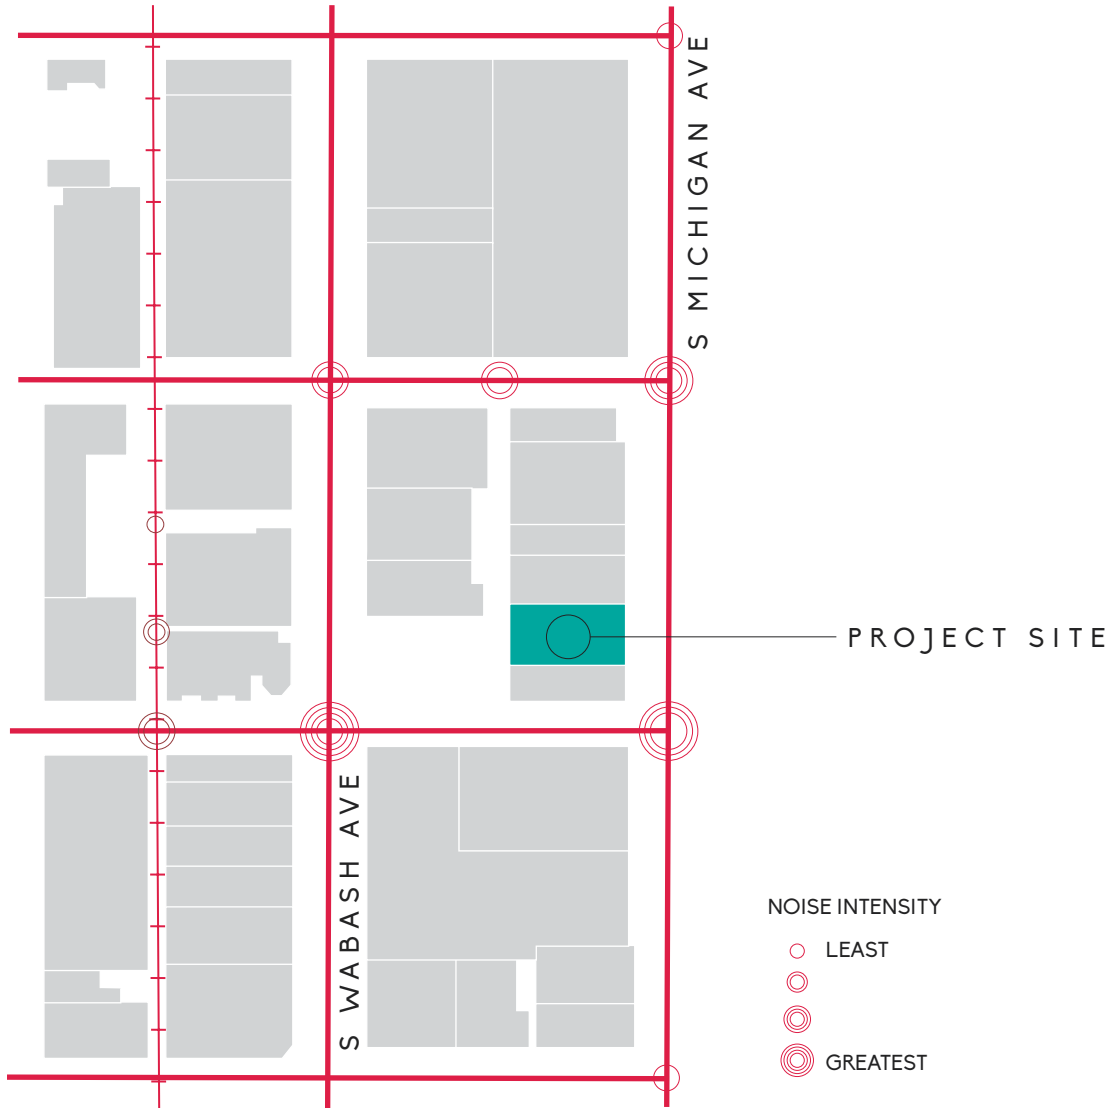 S MICHIGAN AVE
PROJECT SITE
S WABASH AVE
NOISE INTENSITY
LEAST
GREATEST